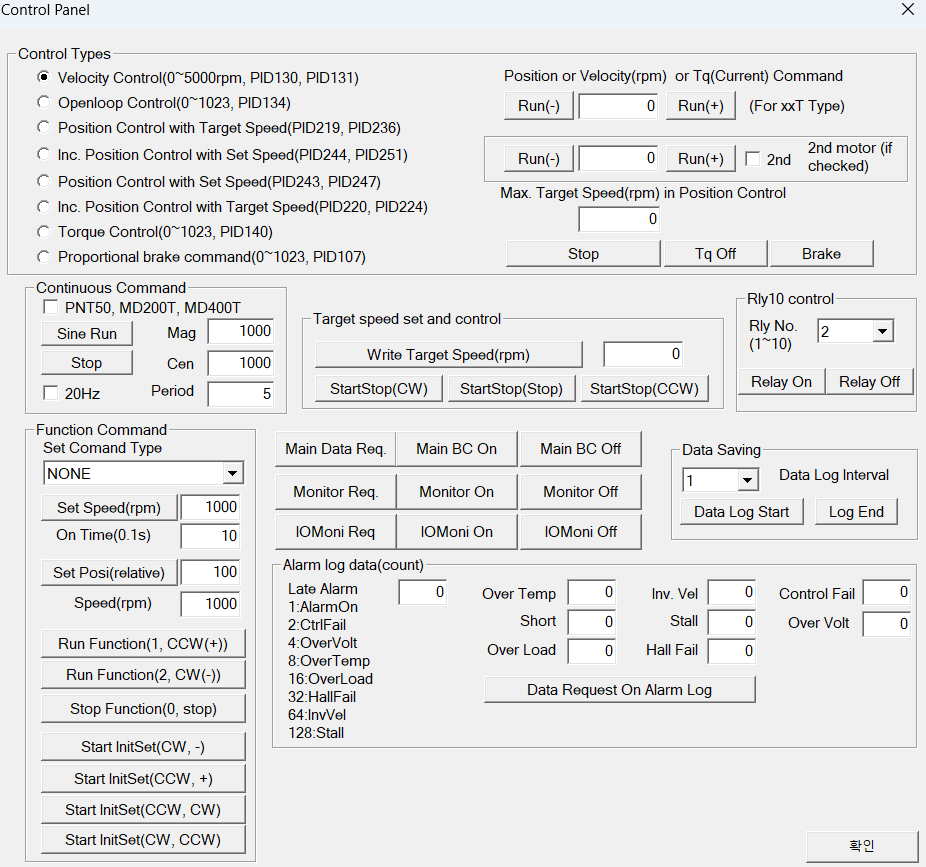 Control Panel
Control Types
Velocity Control(0~5000rpm, PID130, PID131)
Openloop Control(0~1023, PID134)
Position Control with Target Speed(PID219, PID236)
Inc. Position Control with Set Speed(PID244, PID251)
Position Control with Set Speed(PID243, PID247)
Inc. Position Control with Target Speed(PID220, PID224)
Torque Control(0~1023, PID140)
Proportional brake command(0~1023, PID107)
Position or Velocity(rpm) or Tq(Current) Command
Run(-) 0 Run(+) (For xxT Type)
Run(-) 0 Run(+) 2nd 2nd motor (if
checked)
Max. Target Speed(rpm) in Position Control
0
Stop Tq Off Brake
Continuous Command
PNT50, MD200T, MD400T
Sine Run Mag 1000
Stop Cen 1000
20Hz Period 5
Target speed set and control
Write Target Speed(rpm) 0
StartStop(CW) StartStop(Stop) StartStop(CCW)
Rly10 control
Rly No.
(1~10)
2
Relay On Relay Off
Function Command
Set Comand Type
NONE
Set Speed(rpm) 1000
On Time(0.1s) 10
Set Posi(relative) 100
Speed(rpm) 1000
Run Function(1, CCW(+))
Run Function(2, CW(-))
Stop Function(0, stop)
Start InitSet(CW, -)
Start InitSet(CCW, +)
Start InitSet(CCW, CW)
Start InitSet(CW, CCW)
Main Data Req. Main BC On Main BC Off
Monitor Req. Monitor On Monitor Off
IOMoni Req IOMoni On IOMoni Off
Data Saving
1 Data Log Interval
Data Log Start Log End
Alarm log data(count)
Late Alarm 0
1:AlarmOn
2:CtrlFail
4:OverVolt
8:OverTemp
16:OverLoad
32:HallFail
64:InvVel
128:Stall
Over Temp 0 Inv. Vel 0 Control Fail 0
Short 0 Stall 0 Over Volt 0
Over Load 0 Hall Fail 0
Data Request On Alarm Log
확인